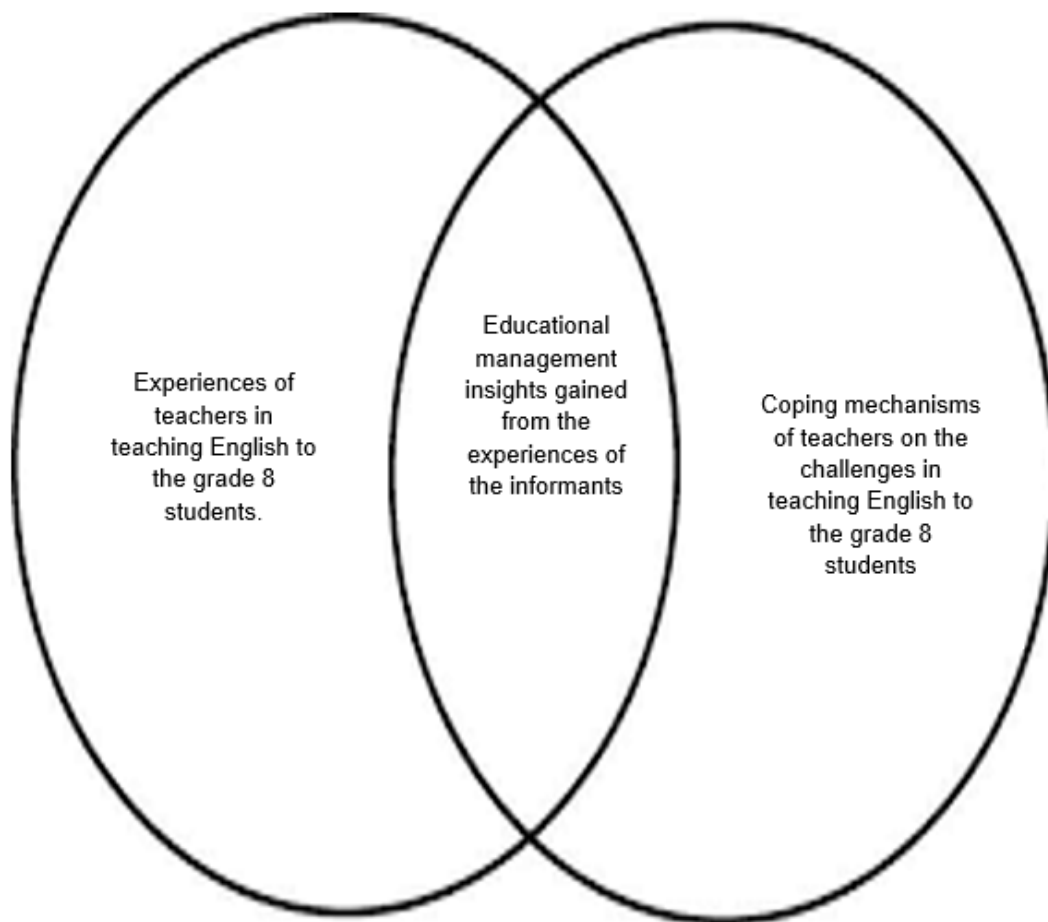 Experiences of
teachers in
teaching English to
the grade 8
students.
Educational
management
insights gained
from the
experiences of
the informants
Coping mechanisms
of teachers on the
challenges in
teaching English to
the grade 8
students